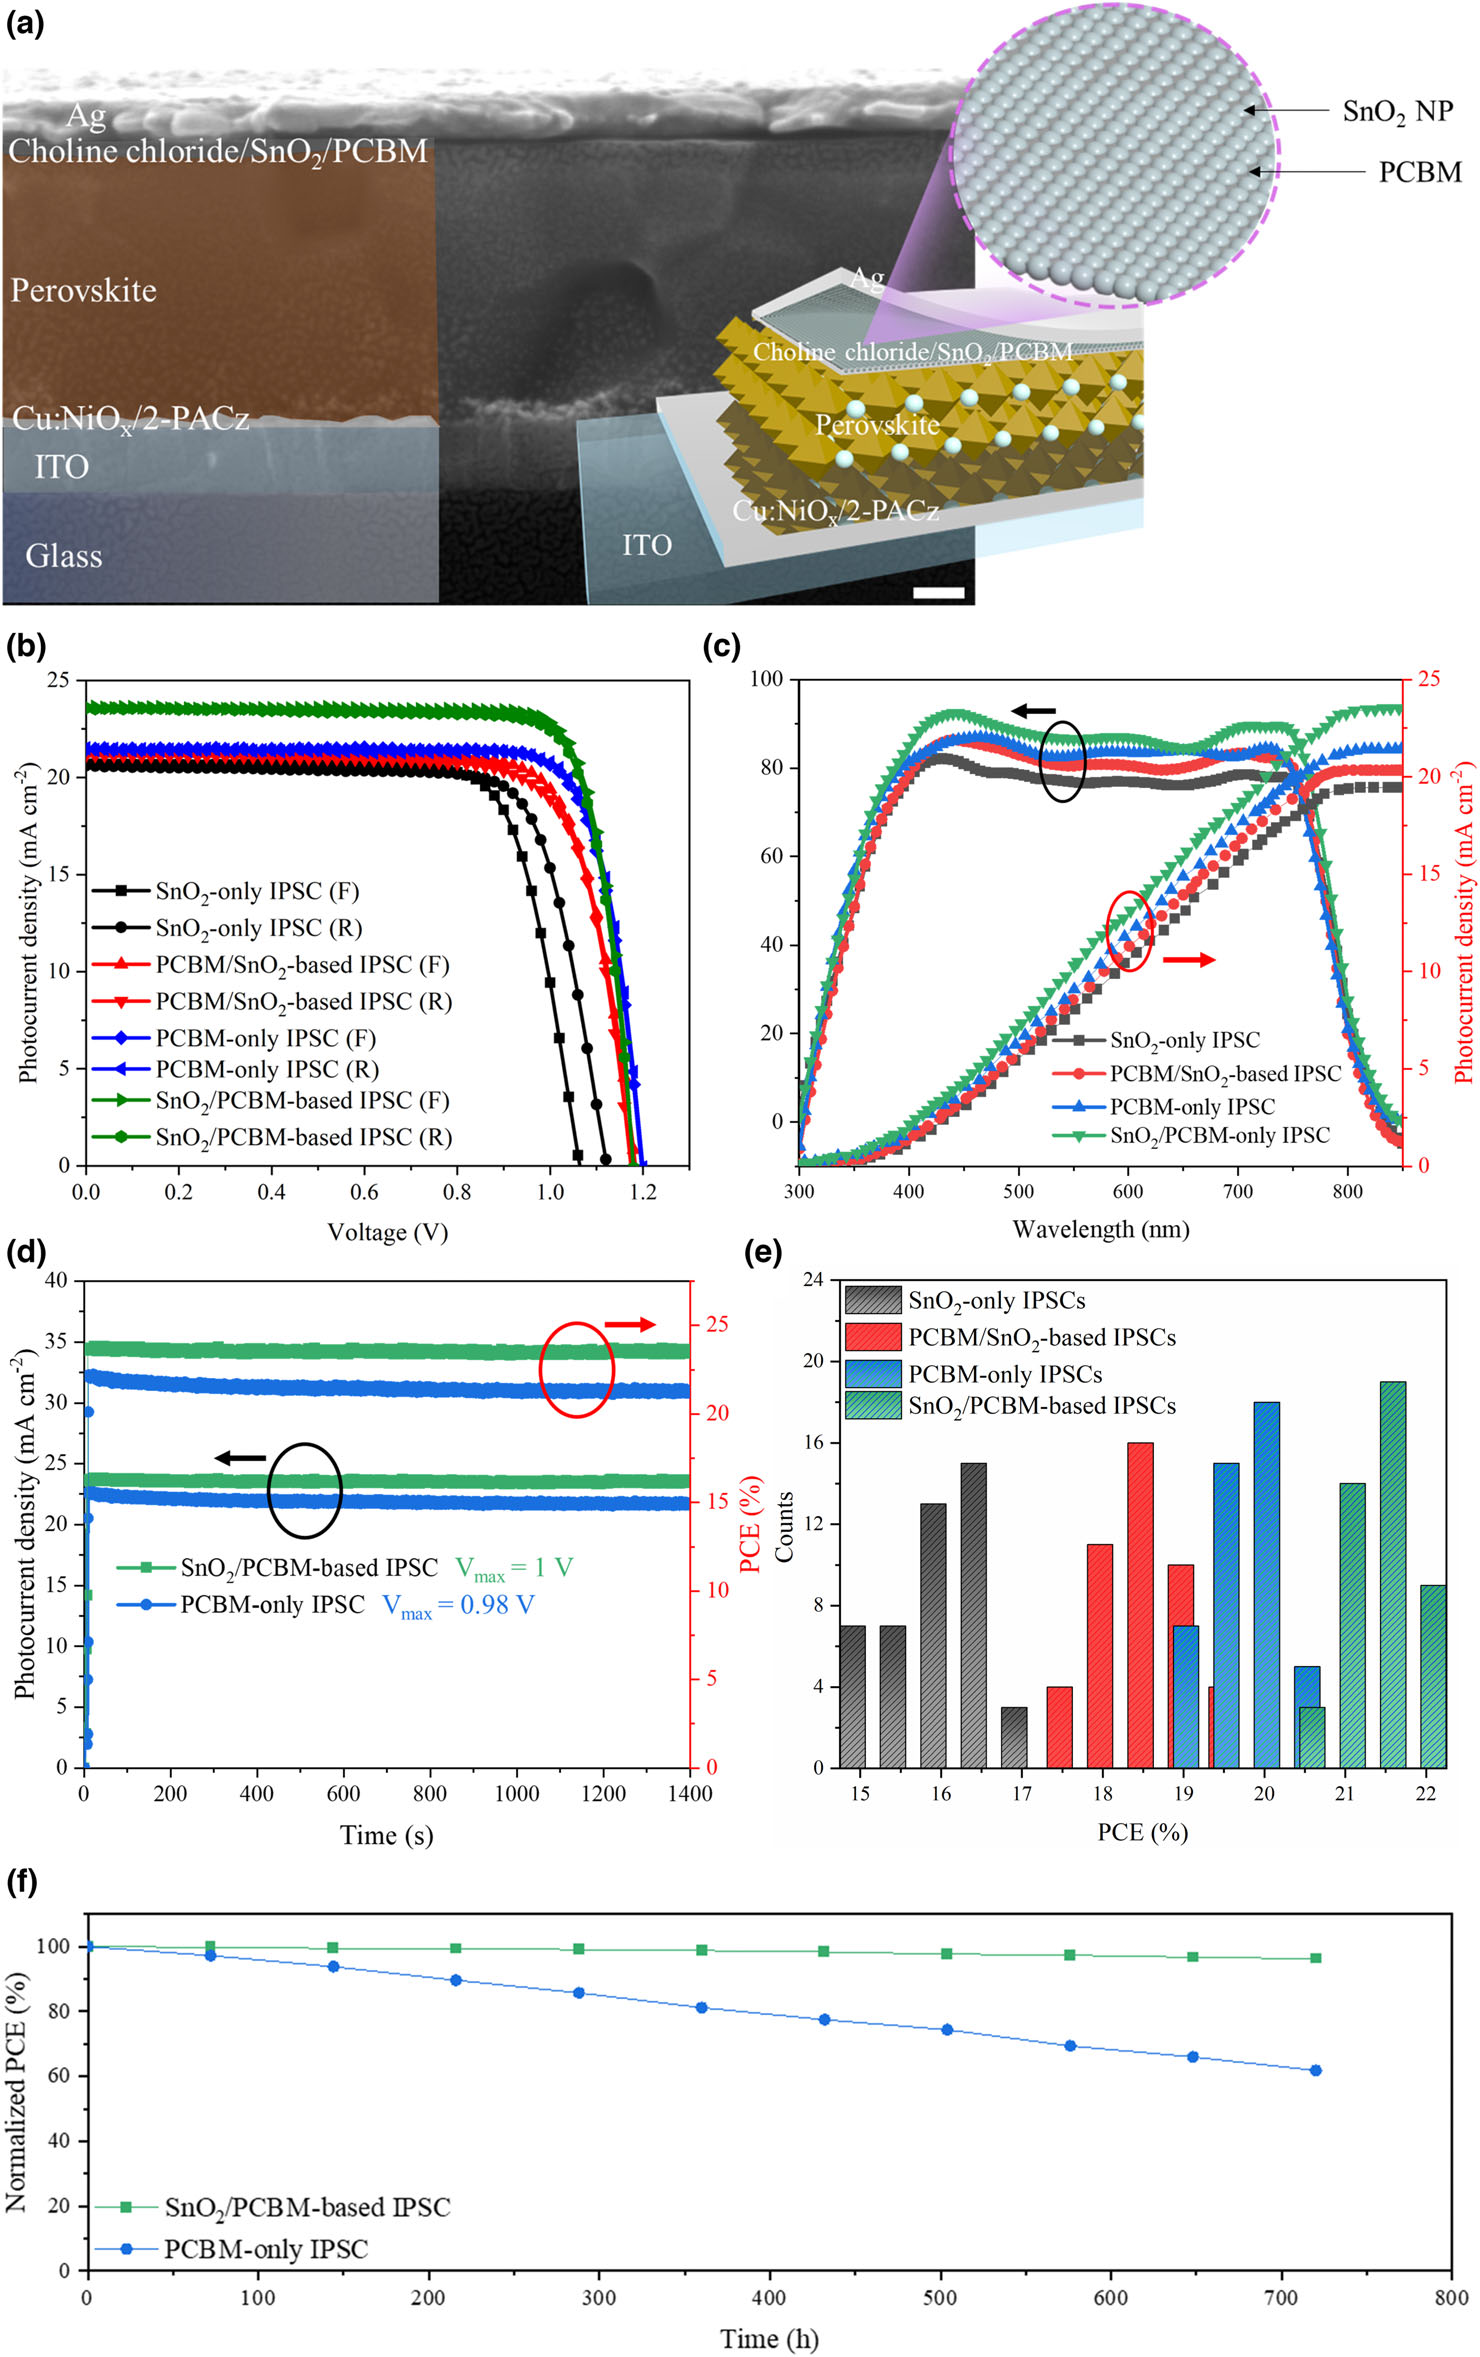 (a)
Ag
Choline chloride/SnO₂/PCBM
Perovskite
Cu:NiOₓ/2-PACz
ITO
Glass
SnO₂ NP
PCBM
Ag
Choline chloride/SnO₂/PCBM
Perovskite
Cu:NiOₓ/2-PACz
ITO
(b)
Photocurrent density (mA cm⁻²)
25
20
15
10
5
0
0.0 0.2 0.4 0.6 0.8 1.0 1.2
Voltage (V)
SnO₂-only IPSC (F)
SnO₂-only IPSC (R)
PCBM/SnO₂-based IPSC (F)
PCBM/SnO₂-based IPSC (R)
PCBM-only IPSC (F)
PCBM-only IPSC (R)
SnO₂/PCBM-based IPSC (F)
SnO₂/PCBM-based IPSC (R)
(c)
100
80
60
40
20
0
300 400 500 600 700 800
Wavelength (nm)
25
20
15
10
5
0
Photocurrent density (mA cm⁻²)
SnO₂-only IPSC
PCBM/SnO₂-based IPSC
PCBM-only IPSC
SnO₂/PCBM-only IPSC
(d)
Photocurrent density (mA cm⁻²)
40
35
30
25
20
15
10
5
0
0 200 400 600 800 1000 1200 1400
Time (s)
25
20
15
10
5
0
PCE (%)
SnO₂/PCBM-based IPSC Vₘₐₓ = 1 V
PCBM-only IPSC Vₘₐₓ = 0.98 V
(e)
Counts
24
20
16
12
8
4
0
15 16 17 18 19 20 21 22
PCE (%)
SnO₂-only IPSCs
PCBM/SnO₂-based IPSCs
PCBM-only IPSCs
SnO₂/PCBM-based IPSCs
(f)
Normalized PCE (%)
100
80
60
40
20
0
0 100 200 300 400 500 600 700 800
Time (h)
SnO₂/PCBM-based IPSC
PCBM-only IPSC